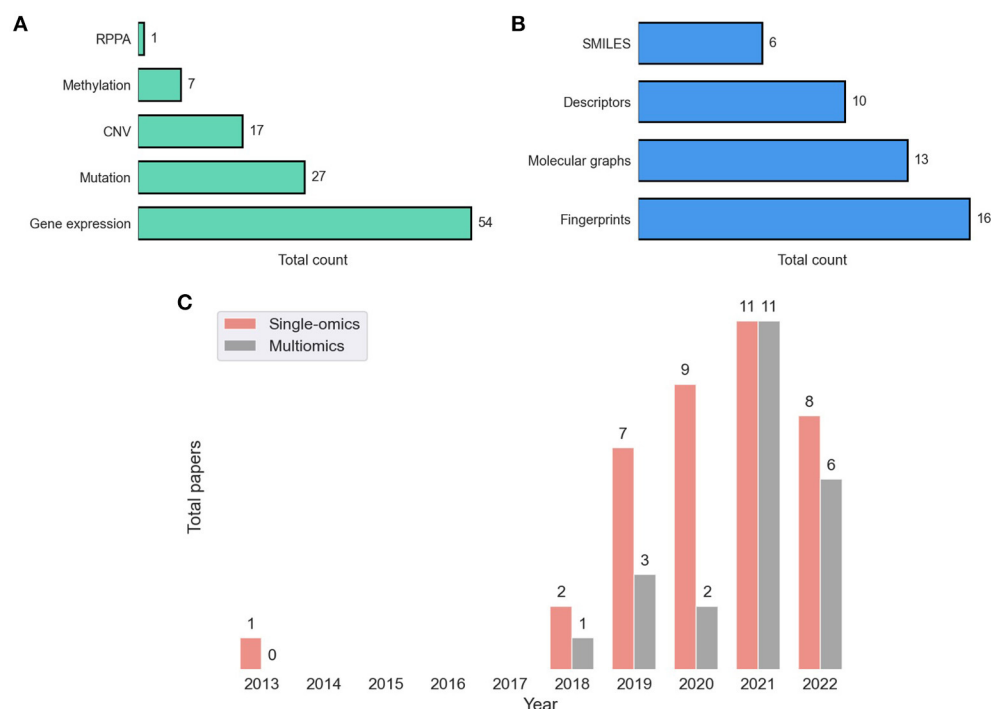 A
RPPA 1
Methylation 7
CNV 17
Mutation 27
Gene expression 54
Total count
B
SMILES 6
Descriptors 10
Molecular graphs 13
Fingerprints 16
Total count
C
Single-omics
Multiomics
Total papers
1 0
2 1
7 3
9 2
11 11
8 6
2013 2014 2015 2016 2017 2018 2019 2020 2021 2022
Year